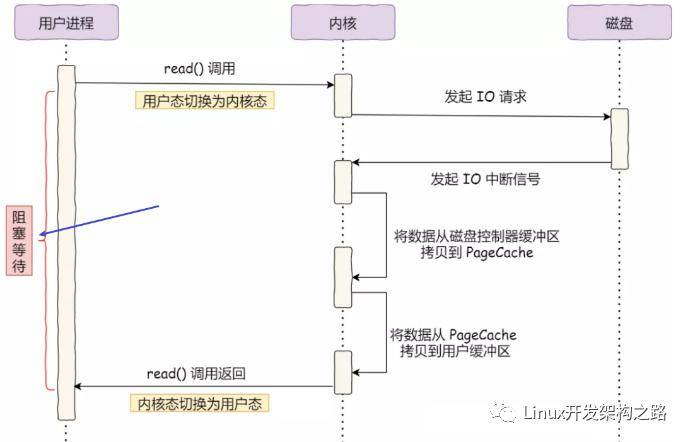 用户进程
内核
磁盘
read() 调用
用户态切换为内核态
发起 IO 请求
发起 IO 中断信号
阻
塞
等
待
将数据从磁盘控制器缓冲区
拷贝到 PageCache
将数据从 PageCache
拷贝到用户缓冲区
read() 调用返回
内核态切换为用户态
Linux开发架构之路